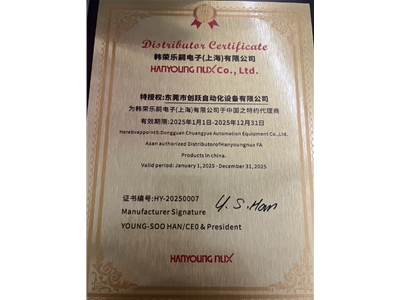 Distributor Certificate
韩荣乐嗣电子(上海)有限公司
HANYOUNG NUX Co., Ltd.
特授权:东莞市创跃自动化设备有限公司
为韩荣乐嗣电子(上海)有限公司于中国之特约代理商
有效期限:2025年1月1日-2025年12月31日
HerebivappointS:Dongguan Chuangyue Automation Equipment Co.,Ltd.
Asan authorized DistributorofHanyoungnux FA
Products in china.
Valid period: January 1, 2025 - December 31, 2025
证书编号:HY-20250007
Manufacturer Signature
Y. S. Han
YOUNG-SOO HAN/CEO & President
HANYOUNG NUX